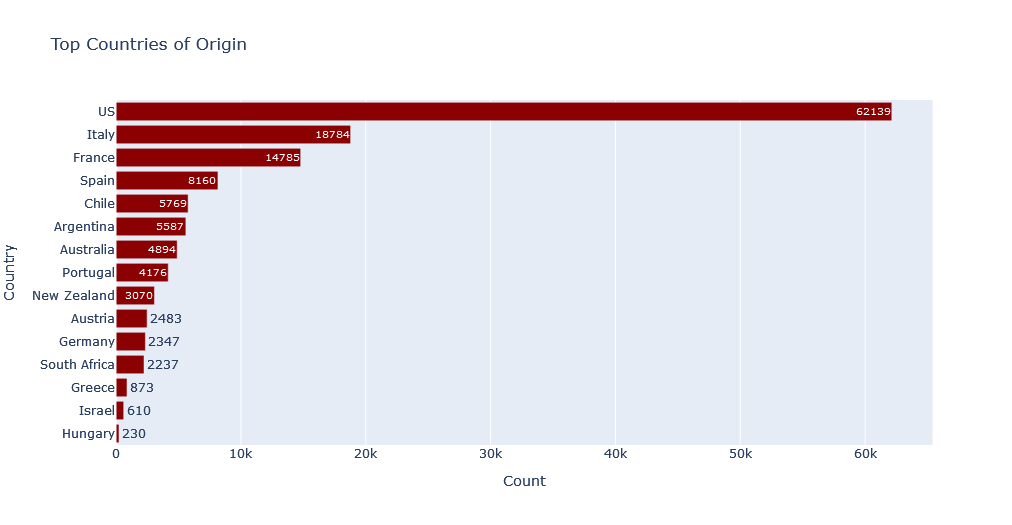 Top Countries of Origin
US 62139
Italy 18784
France 14785
Spain 8160
Chile 5769
Argentina 5587
Australia 4894
Portugal 4176
New Zealand 3070
Austria 2483
Germany 2347
South Africa 2237
Greece 873
Israel 610
Hungary 230
0 10k 20k 30k 40k 50k 60k
Count
Country